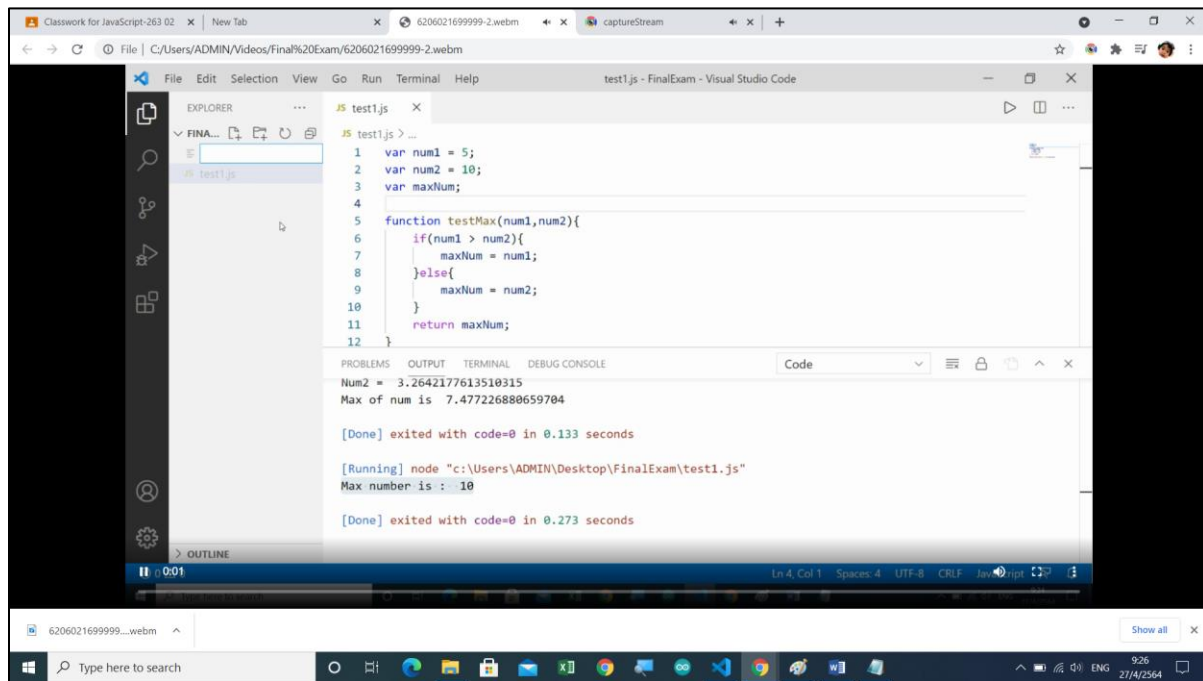 Classwork for JavaScript-263 02
New Tab
6206021699999-2.webm
captureStream
File | C:/Users/ADMIN/Videos/Final%20Exam/6206021699999-2.webm
File Edit Selection View Go Run Terminal Help
test1.js - FinalExam - Visual Studio Code
EXPLORER
FINA...
JS test1.js
JS test1.js
JS test1.js > ...
1 var num1 = 5;
2 var num2 = 10;
3 var maxNum;
4
5 function testMax(num1,num2){
6 if(num1 > num2){
7 maxNum = num1;
8 }else{
9 maxNum = num2;
10 }
11 return maxNum;
12 }
PROBLEMS OUTPUT TERMINAL DEBUG CONSOLE
Code
Num2 = 3.2642177613510315
Max of num is 7.477226880659704
[Done] exited with code=0 in 0.133 seconds
[Running] node "c:\Users\ADMIN\Desktop\FinalExam\test1.js"
Max number is : 10
[Done] exited with code=0 in 0.273 seconds
OUTLINE
0:01
Ln 4, Col 1 Spaces: 4 UTF-8 CRLF JavaScript
Type here to search
6206021699999....webm
Show all
Type here to search
ENG
9:26
27/4/2564